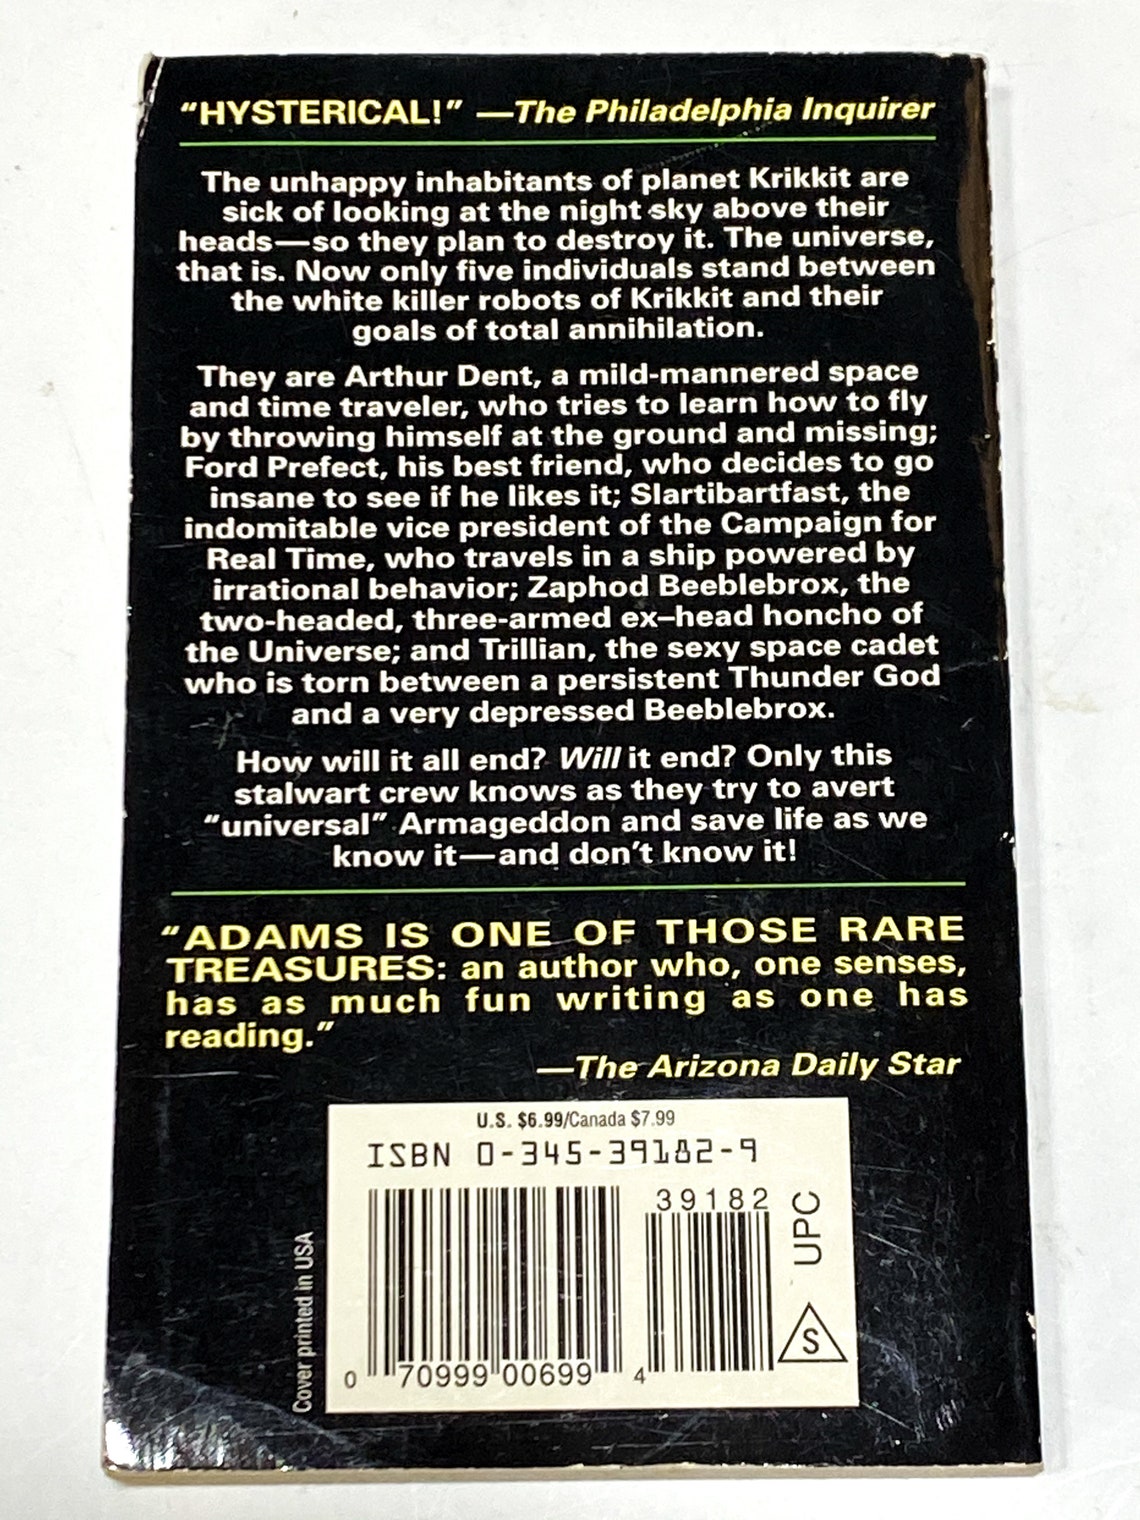 “HYSTERICAL!” —The Philadelphia Inquirer
The unhappy inhabitants of planet Krikkit are
sick of looking at the night sky above their
heads—so they plan to destroy it. The universe,
that is. Now only five individuals stand between
the white killer robots of Krikkit and their
goals of total annihilation.
They are Arthur Dent, a mild-mannered space
and time traveler, who tries to learn how to fly
by throwing himself at the ground and missing;
Ford Prefect, his best friend, who decides to go
insane to see if he likes it; Slartibartfast, the
indomitable vice president of the Campaign for
Real Time, who travels in a ship powered by
irrational behavior; Zaphod Beeblebrox, the
two-headed, three-armed ex–head honcho of
the Universe; and Trillian, the sexy space cadet
who is torn between a persistent Thunder God
and a very depressed Beeblebrox.
How will it all end? Will it end? Only this
stalwart crew knows as they try to avert
“universal” Armageddon and save life as we
know it—and don’t know it!
“ADAMS IS ONE OF THOSE RARE
TREASURES: an author who, one senses,
has as much fun writing as one has
reading.”
—The Arizona Daily Star
U.S. $6.99/Canada $7.99
ISBN 0-345-39182-9
39182
UPC
S
0 70999 00699 4
Cover printed in USA